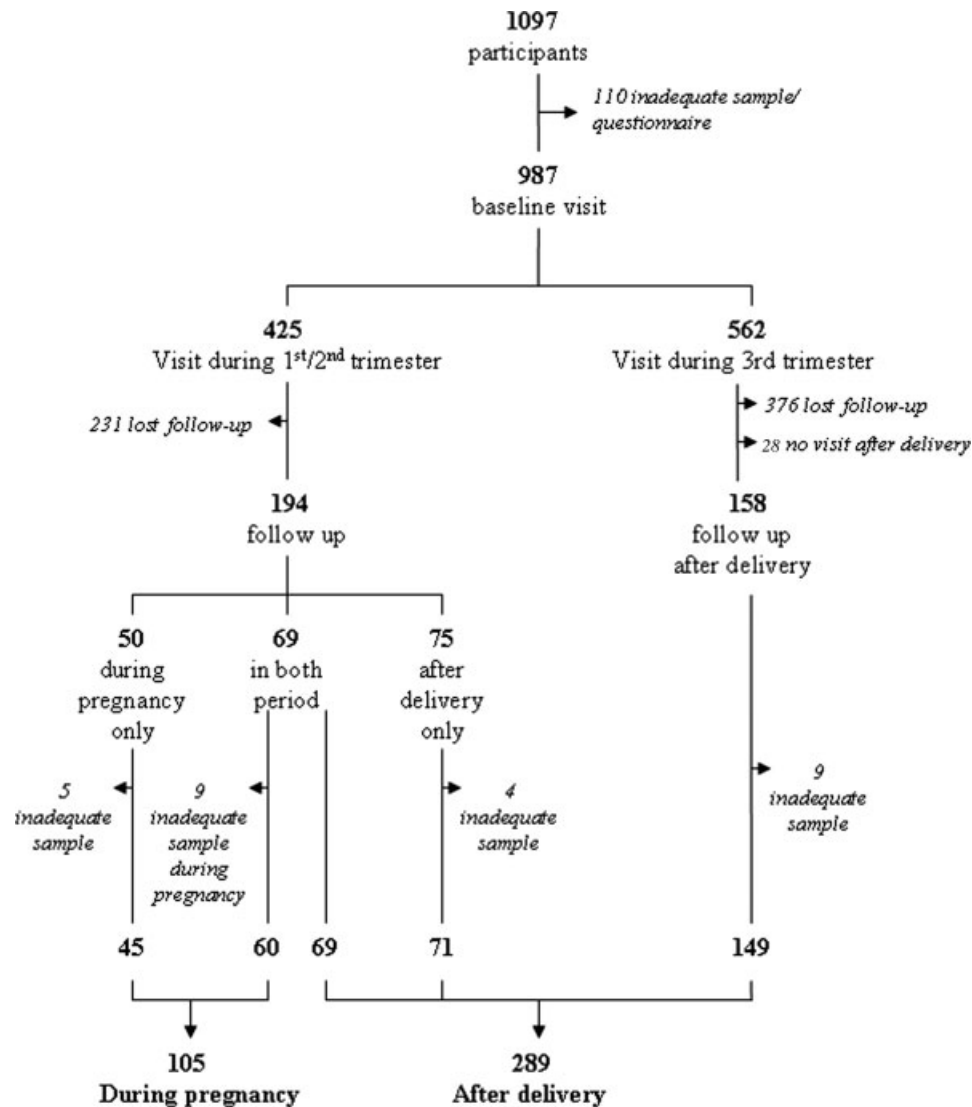 1097
participants
110 inadequate sample/
questionnaire
987
baseline visit
425
Visit during 1st/2nd trimester
562
Visit during 3rd trimester
231 lost follow-up
376 lost follow-up
28 no visit after delivery
194
follow up
158
follow up
after delivery
50
during
pregnancy
only
69
in both
period
75
after
delivery
only
5
inadequate
sample
9
inadequate
sample
during
pregnancy
4
inadequate
sample
9
inadequate
sample
45
60
69
71
149
105
During pregnancy
289
After delivery